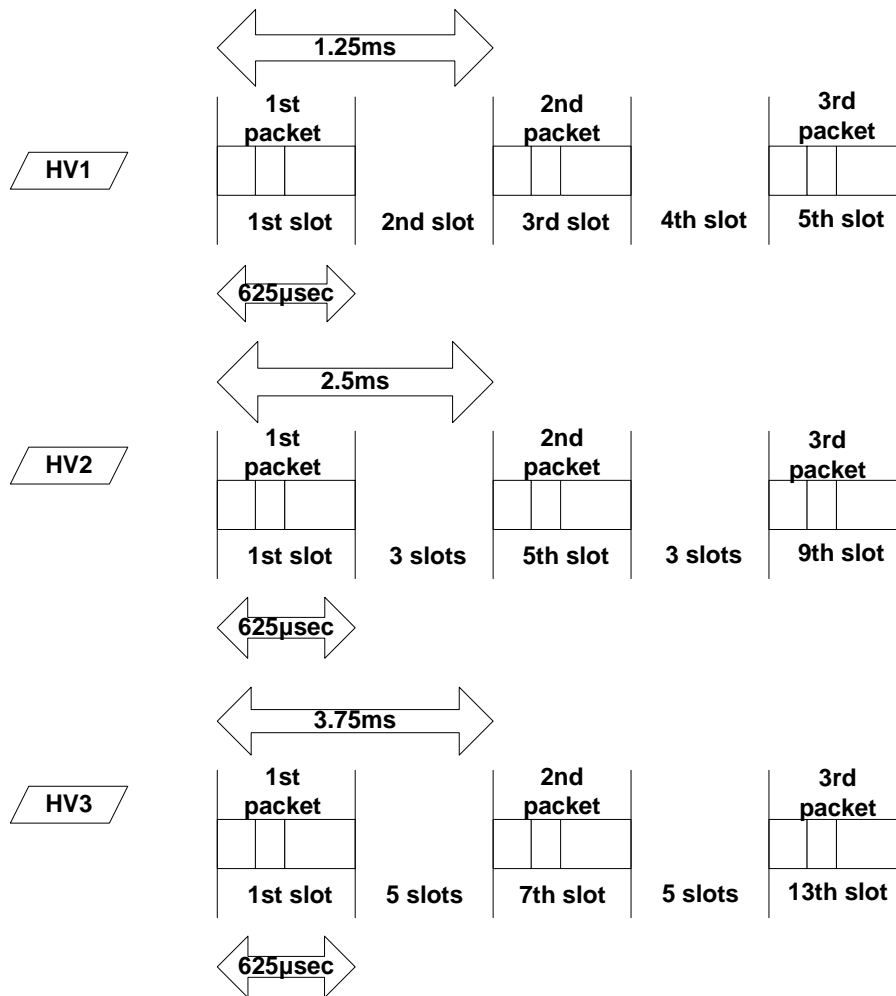 1.25ms
1st
packet
2nd
packet
3rd
packet
HV1
1st slot
2nd slot
3rd slot
4th slot
5th slot
625µsec
2.5ms
1st
packet
2nd
packet
3rd
packet
HV2
1st slot
3 slots
5th slot
3 slots
9th slot
625µsec
3.75ms
1st
packet
2nd
packet
3rd
packet
HV3
1st slot
5 slots
7th slot
5 slots
13th slot
625µsec